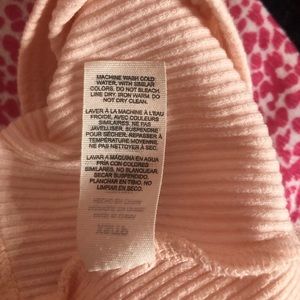 MACHINE WASH COLD
WATER, WITH SIMILAR
COLORS. DO NOT BLEACH.
LINE DRY. IRON WARM. DO
NOT DRY CLEAN.
LAVER À LA MACHINE À L'EAU
FROIDE, AVEC COULEURS
SIMILAIRES. NE PAS
JAVELLISER. SUSPENDRE
POUR SÉCHER. REPASSER À
TEMPÉRATURE MOYENNE.
NE PAS NETTOYER À SEC.
LAVAR A MÁQUINA EN AGUA
FRIA CON COLORES
SIMILARES. NO BLANQUEAR.
SECAR SUSPENDIDO.
PLANCHAR EN TIBIO. NO
LIMPIAR EN SECO.
HECHO EN